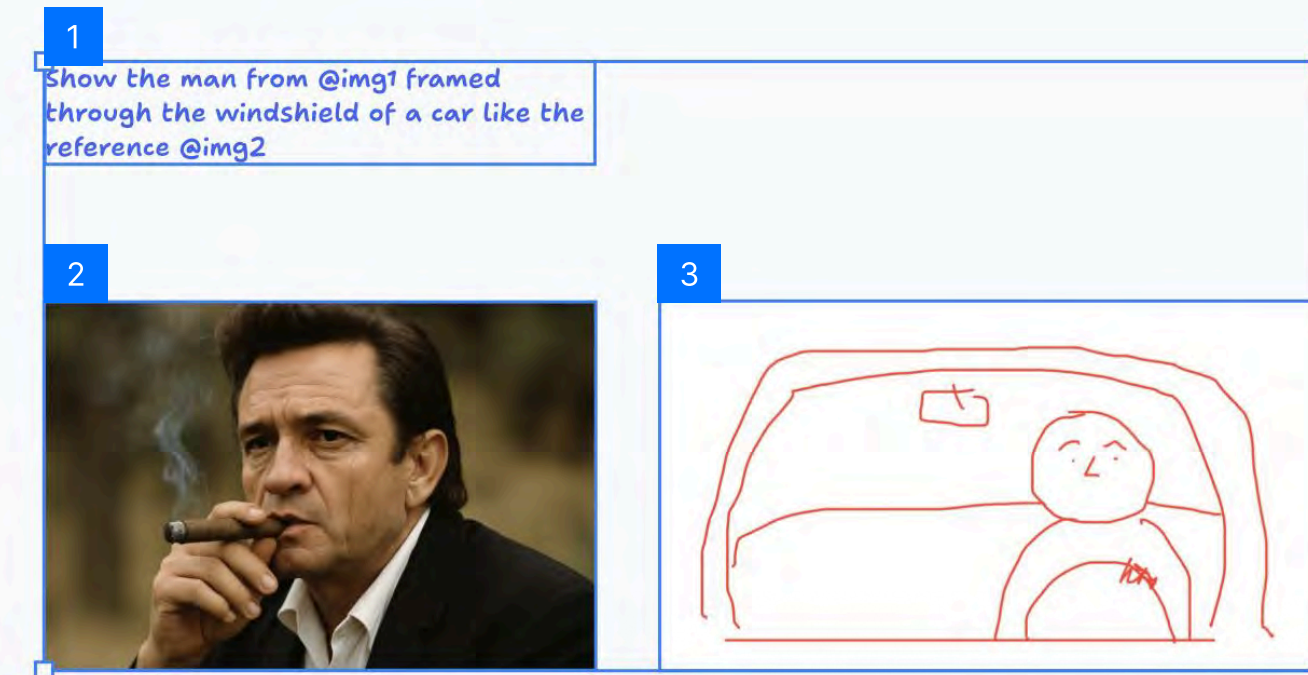 1
Show the man from @img1 framed
through the windshield of a car like the
reference @img2
2
3